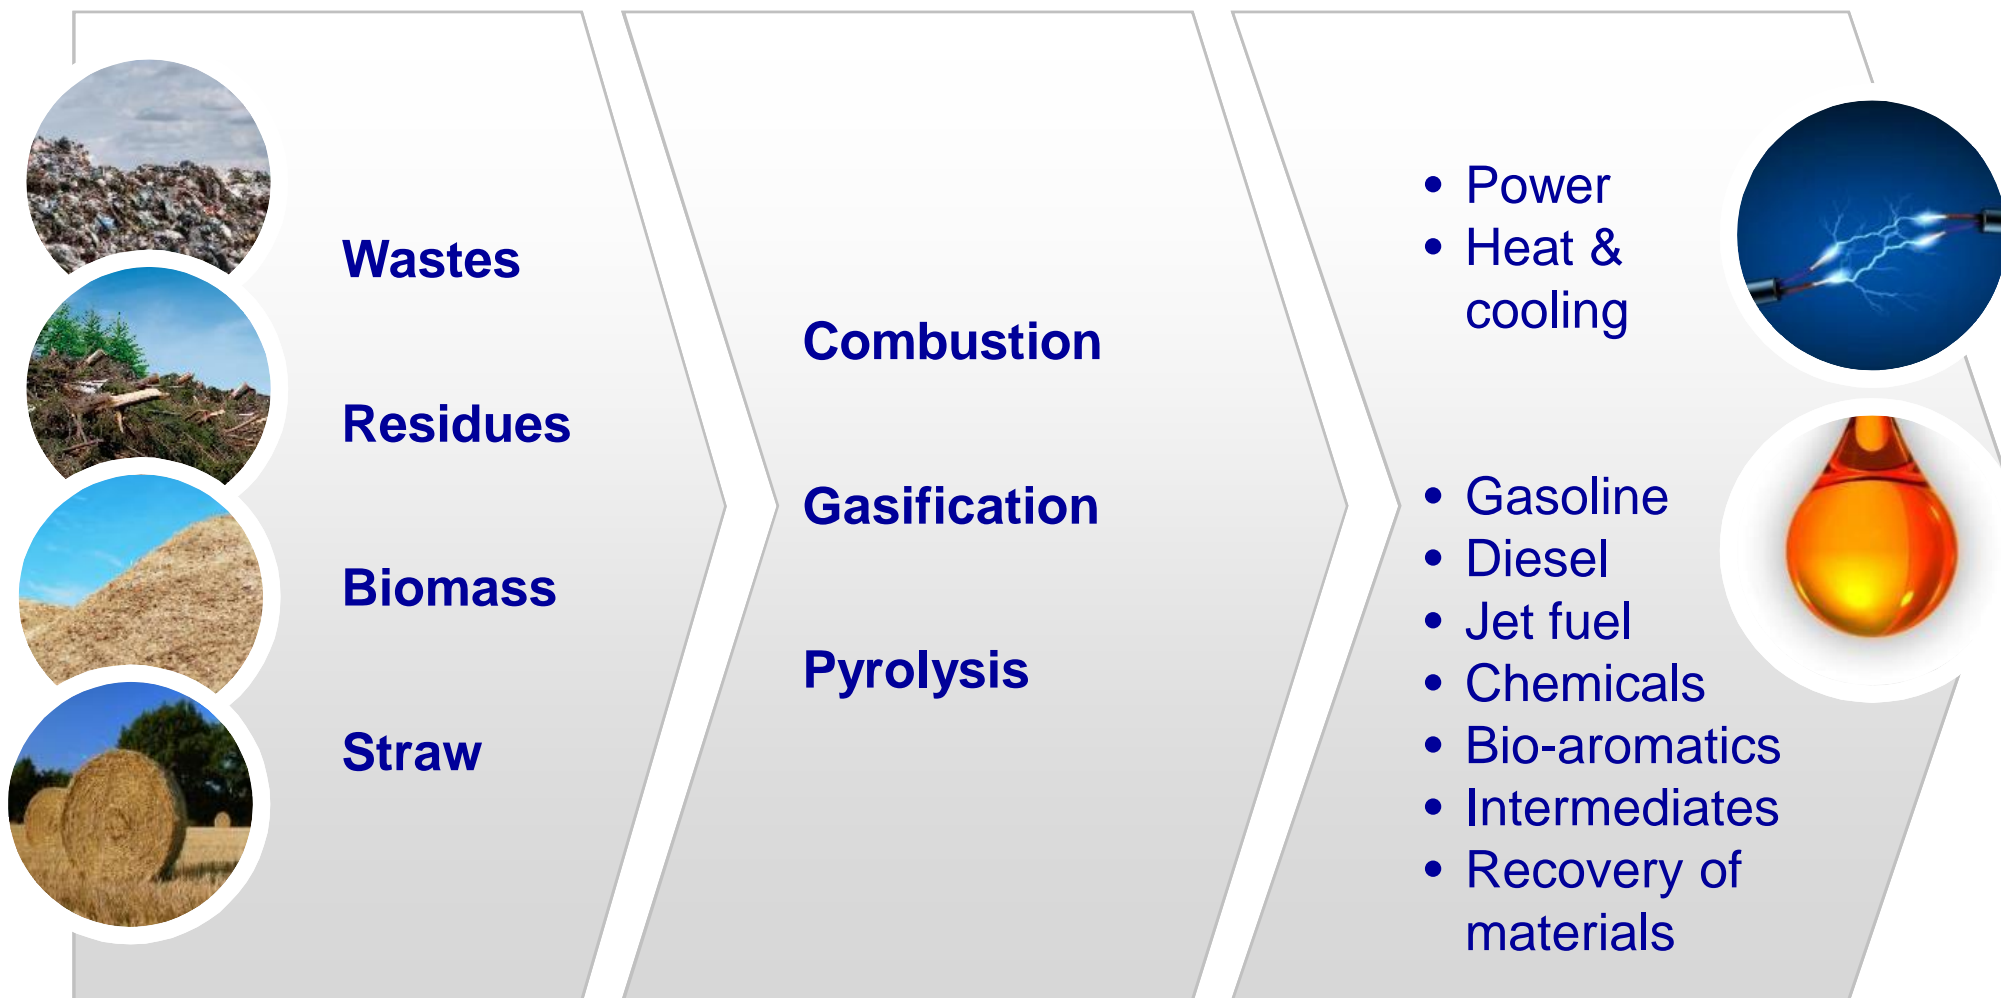 Wastes
Residues
Biomass
Straw
Combustion
Gasification
Pyrolysis
• Power
• Heat &
cooling
• Gasoline
• Diesel
• Jet fuel
• Chemicals
• Bio-aromatics
• Intermediates
• Recovery of
materials